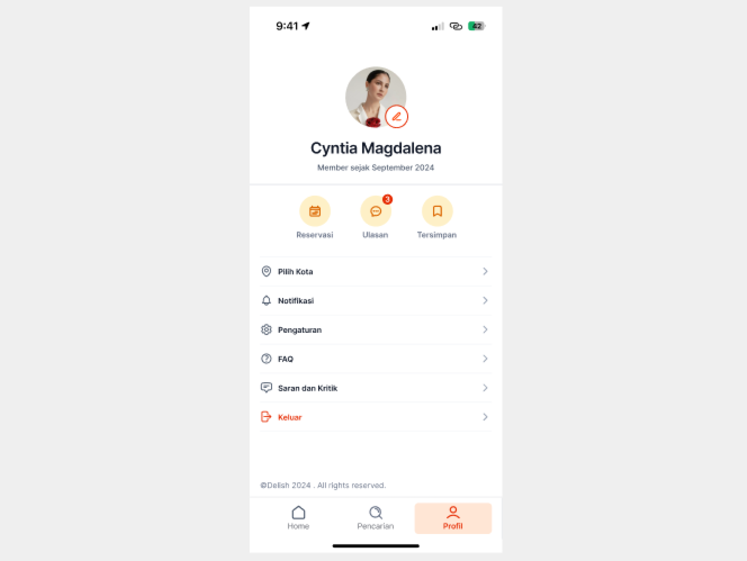 9:41
42
Cyntia Magdalena
Member sejak September 2024
3
Reservasi
Ulasan
Tersimpan
Pilih Kota
Notifikasi
Pengaturan
FAQ
Saran dan Kritik
Keluar
©Delish 2024 . All rights reserved.
Home
Pencarian
Profil